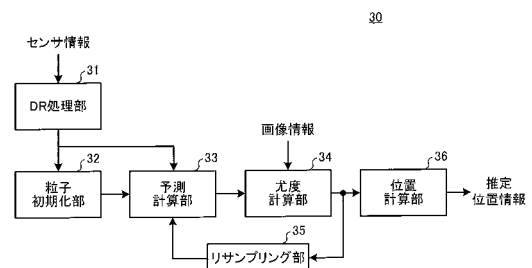 30
センサ情報
31
DR処理部
画像情報
32
粒子
初期化部
33
予測
計算部
34
尤度
計算部
36
位置
計算部
推定
位置情報
35
リサンプリング部